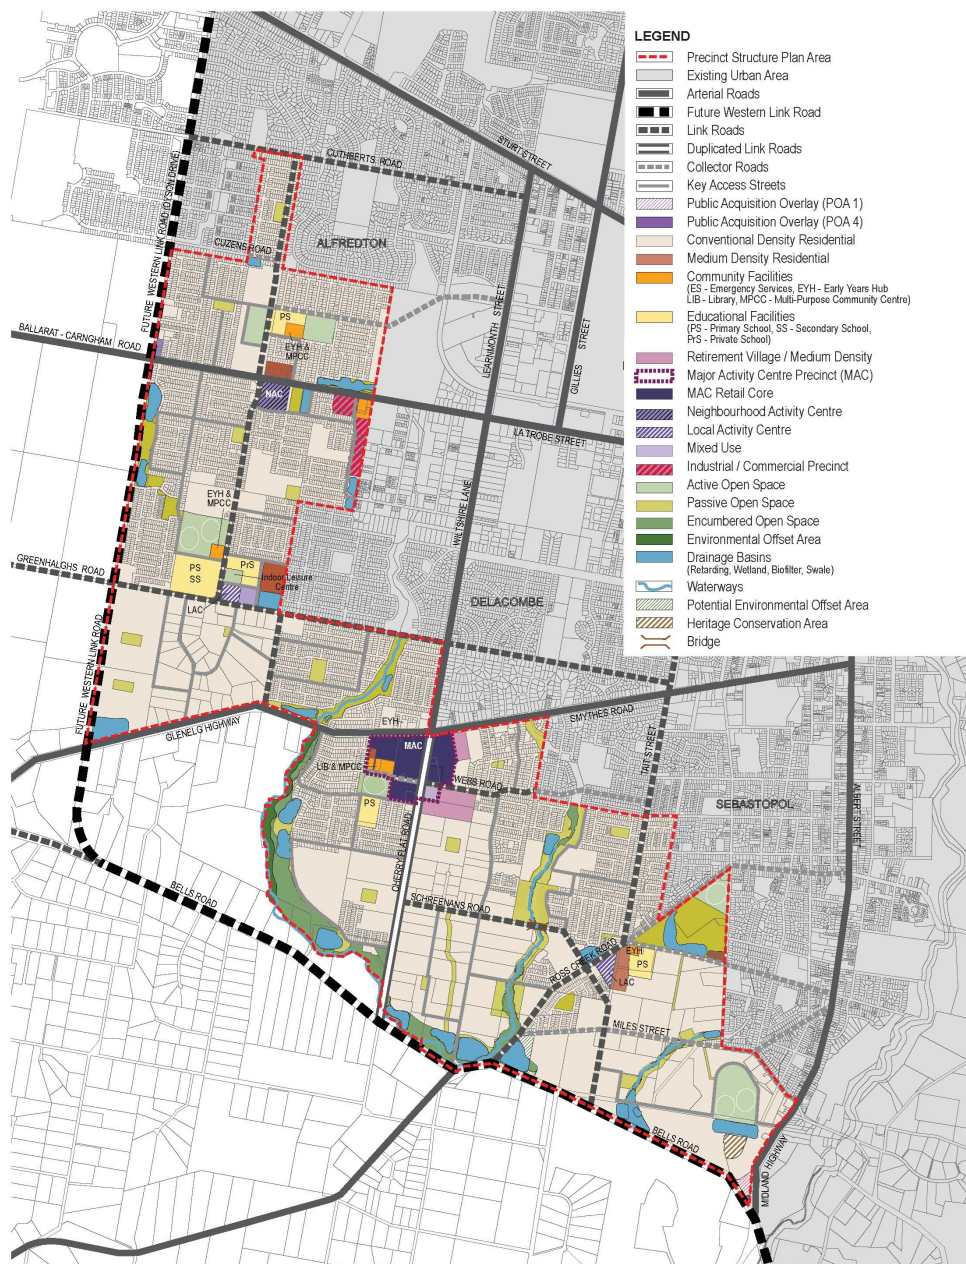 LEGEND
Precinct Structure Plan Area
Existing Urban Area
Arterial Roads
Future Western Link Road
Link Roads
Duplicated Link Roads
Collector Roads
Key Access Streets
Public Acquisition Overlay (POA 1)
Public Acquisition Overlay (POA 4)
Conventional Density Residential
Medium Density Residential
Community Facilities
(ES - Emergency Services, EYH - Early Years Hub
LIB - Library, MPCC - Multi-Purpose Community Centre)
Educational Facilities
(PS - Primary School, SS - Secondary School,
PrS - Private School)
Retirement Village / Medium Density
Major Activity Centre Precinct (MAC)
MAC Retail Core
Neighbourhood Activity Centre
Local Activity Centre
Mixed Use
Industrial / Commercial Precinct
Active Open Space
Passive Open Space
Encumbered Open Space
Environmental Offset Area
Drainage Basins
(Retarding, Wetland, Biofilter, Swale)
Waterways
Potential Environmental Offset Area
Heritage Conservation Area
Bridge
STURT STREET
CUTHBERTS ROAD
FUTURE WESTERN LINK ROAD (DYSON DRIVE)
CUZENS ROAD
ALFREDTON
LEARNMONTH STREET
GILLIES STREET
PS
EYH &
MPCC
BALLARAT - CARNGHAM ROAD
NAC
LA TROBE STREET
WILTSHIRE LANE
EYH &
MPCC
GREENHALGHS ROAD
PS
SS
PrS
Indoor Leisure
Centre
LAC
DELACOMBE
FUTURE WESTERN LINK ROAD
GLENELG HIGHWAY
EYH
SMYTHES ROAD
MAC
LIB & MPCC
WEBB ROAD
TAIT STREET
PS
SEBASTOPOL
ALBERT STREET
CHERRY FLAT ROAD
BELLS ROAD
SCHREENANS ROAD
ROSS CREEK ROAD
EYH
PS
LAC
MILES STREET
BELLS ROAD
MIDLAND HIGHWAY